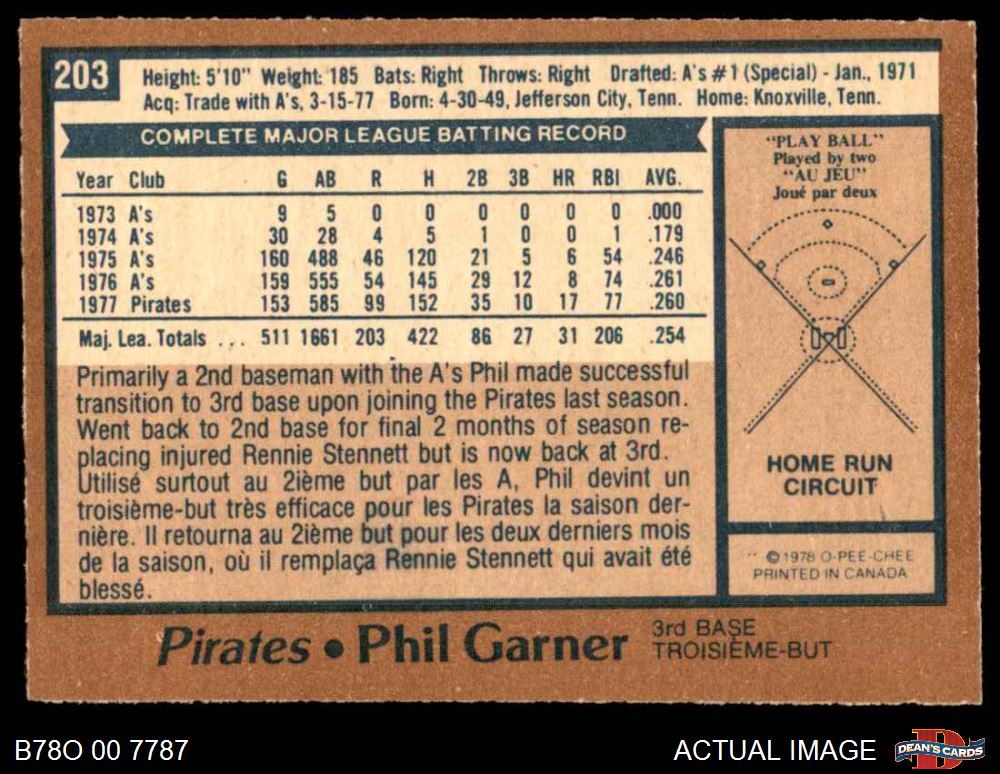 203
Height: 5'10" Weight: 185 Bats: Right Throws: Right Drafted: A's #1 (Special) - Jan., 1971
Acq: Trade with A's, 3-15-77 Born: 4-30-49, Jefferson City, Tenn. Home: Knoxville, Tenn.
COMPLETE MAJOR LEAGUE BATTING RECORD
Year Club G AB R H 2B 3B HR RBI AVG.
1973 A's 9 5 0 0 0 0 0 0 .000
1974 A's 30 28 4 5 1 0 0 1 .179
1975 A's 160 488 46 120 21 5 6 54 .246
1976 A's 159 555 54 145 29 12 8 74 .261
1977 Pirates 153 585 99 152 35 10 17 77 .260
Maj. Lea. Totals ... 511 1661 203 422 86 27 31 206 .254
Primarily a 2nd baseman with the A's Phil made successful
transition to 3rd base upon joining the Pirates last season.
Went back to 2nd base for final 2 months of season re-
placing injured Rennie Stennett but is now back at 3rd.
Utilisé surtout au 2ième but par les A, Phil devint un
troisième-but très efficace pour les Pirates la saison der-
nière. Il retourna au 2ième but pour les deux derniers mois
de la saison, où il remplaça Rennie Stennett qui avait été
blessé.
"PLAY BALL"
Played by two
"AU JEU"
Joué par deux
HOME RUN
CIRCUIT
©1978 O-PEE-CHEE
PRINTED IN CANADA
Pirates • Phil Garner
3rd BASE
TROISIÈME-BUT
B78O 00 7787
ACTUAL IMAGE
D
DEAN'S CARDS